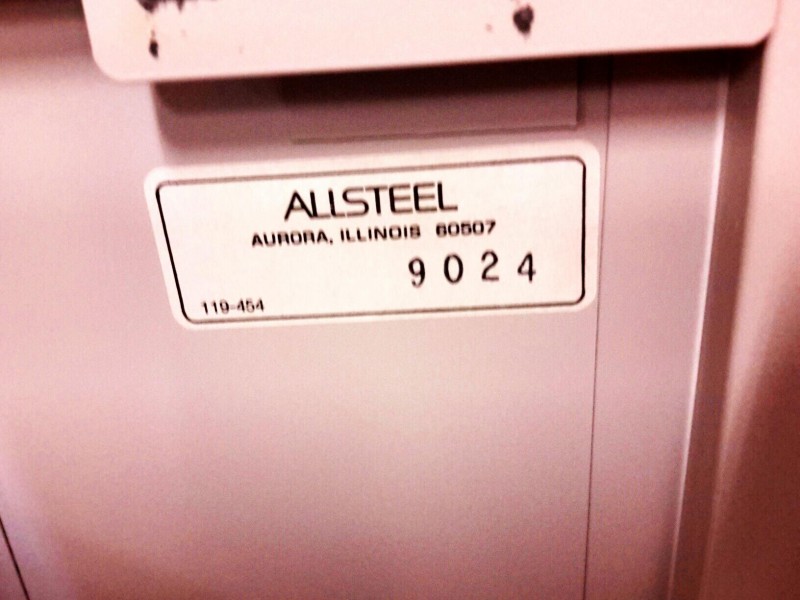 ALLSTEEL
AURORA, ILLINOIS 60507
9024
119-454